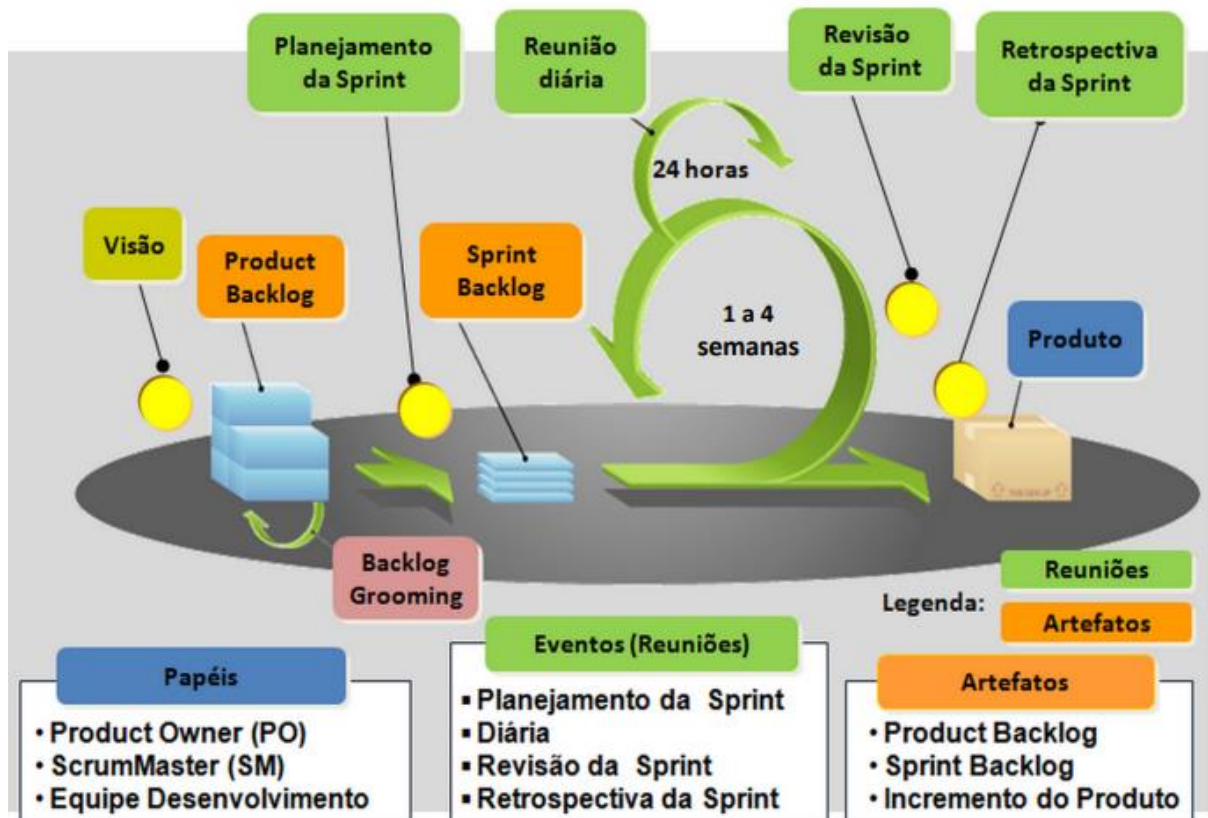 Planejamento
da Sprint
Reunião
diária
Revisão
da Sprint
Retrospectiva
da Sprint
24 horas
Visão
Product
Backlog
Sprint
Backlog
1 a 4
semanas
Produto
Backlog
Grooming
Legenda:
Reuniões
Artefatos
Papéis
• Product Owner (PO)
• ScrumMaster (SM)
• Equipe Desenvolvimento
Eventos (Reuniões)
▪ Planejamento da Sprint
▪ Diária
▪ Revisão da Sprint
▪ Retrospectiva da Sprint
Artefatos
• Product Backlog
• Sprint Backlog
• Incremento do Produto